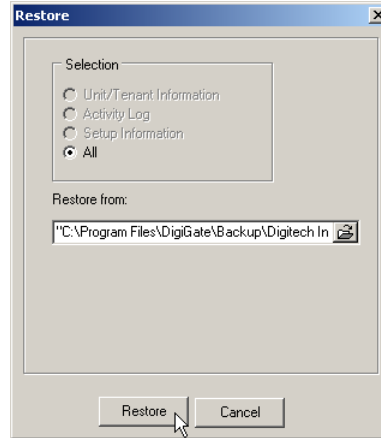 Restore
Selection
Unit/Tenant Information
Activity Log
Setup Information
All
Restore from:
"C:\Program Files\DigiGate\Backup\Digitech In
Restore
Cancel